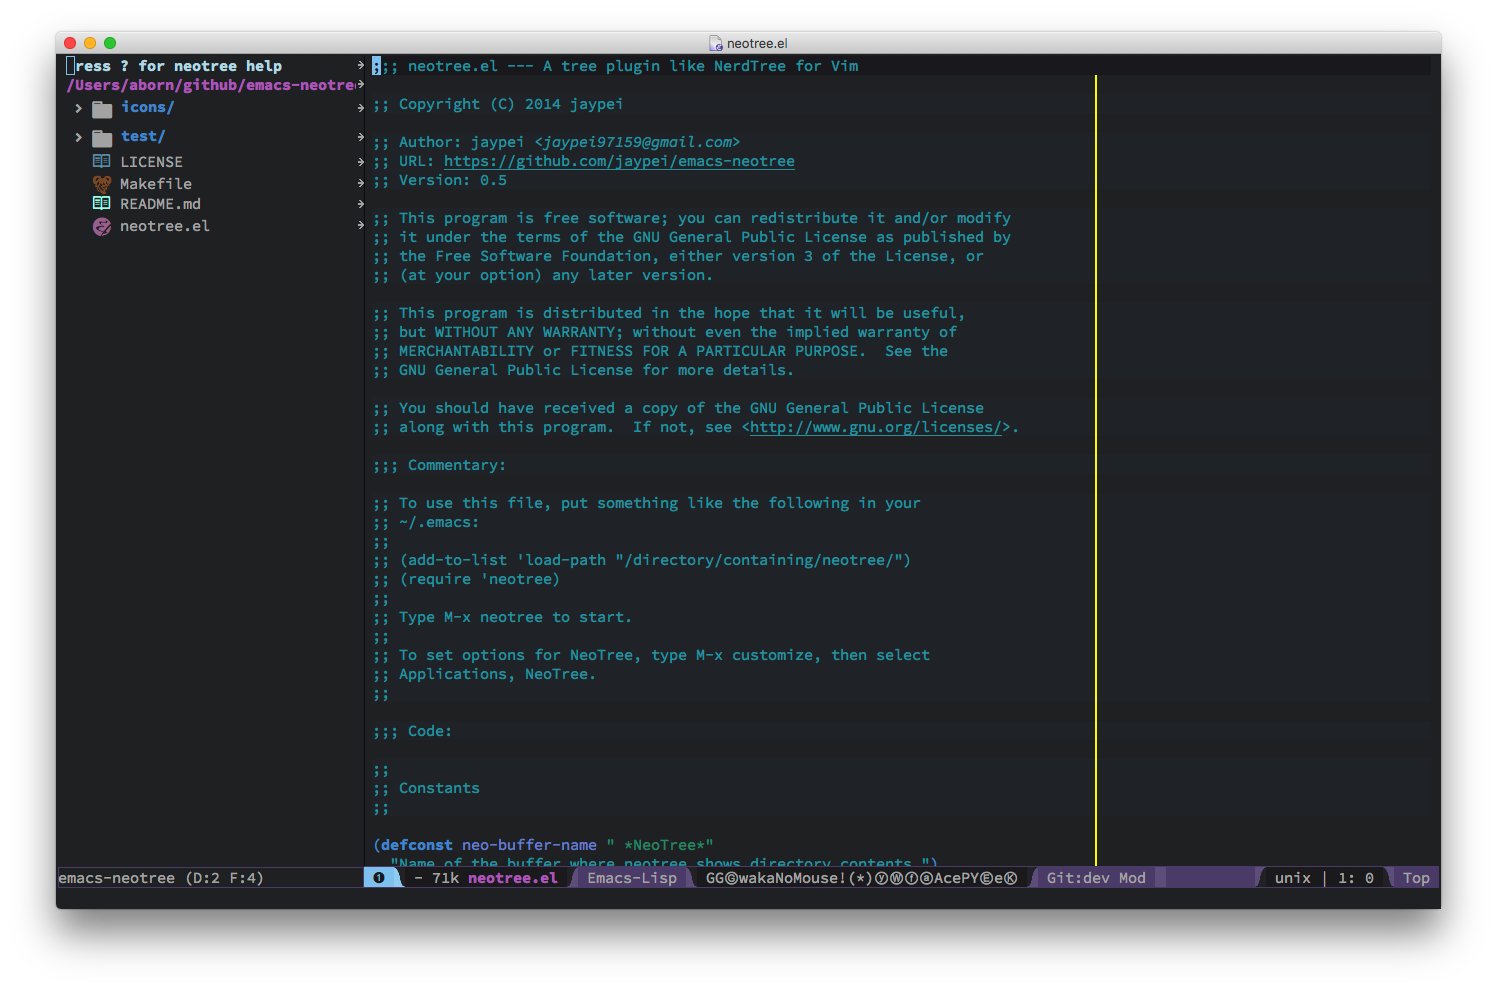 neotree.el
ress ? for neotree help
/Users/aborn/github/emacs-neotre
icons/
test/
LICENSE
Makefile
README.md
neotree.el
;;; neotree.el --- A tree plugin like NerdTree for Vim
;; Copyright (C) 2014 jaypei
;; Author: jaypei <jaypei97159@gmail.com>
;; URL: https://github.com/jaypei/emacs-neotree
;; Version: 0.5
;; This program is free software; you can redistribute it and/or modify
;; it under the terms of the GNU General Public License as published by
;; the Free Software Foundation, either version 3 of the License, or
;; (at your option) any later version.
;; This program is distributed in the hope that it will be useful,
;; but WITHOUT ANY WARRANTY; without even the implied warranty of
;; MERCHANTABILITY or FITNESS FOR A PARTICULAR PURPOSE.  See the
;; GNU General Public License for more details.
;; You should have received a copy of the GNU General Public License
;; along with this program.  If not, see <http://www.gnu.org/licenses/>.
;;; Commentary:
;; To use this file, put something like the following in your
;; ~/.emacs:
;;
;; (add-to-list 'load-path "/directory/containing/neotree/")
;; (require 'neotree)
;;
;; Type M-x neotree to start.
;;
;; To set options for NeoTree, type M-x customize, then select
;; Applications, NeoTree.
;;
;;; Code:
;;
;; Constants
;;
(defconst neo-buffer-name " *NeoTree*"
"Name of the buffer where neotree shows directory contents.")
emacs-neotree (D:2 F:4)
❶ - 71k neotree.el Emacs-Lisp GGⒼwakaNoMouse!(*)ⓨⓌⓕⓐAcePYⒺeⓀ Git:dev Mod unix | 1: 0 Top